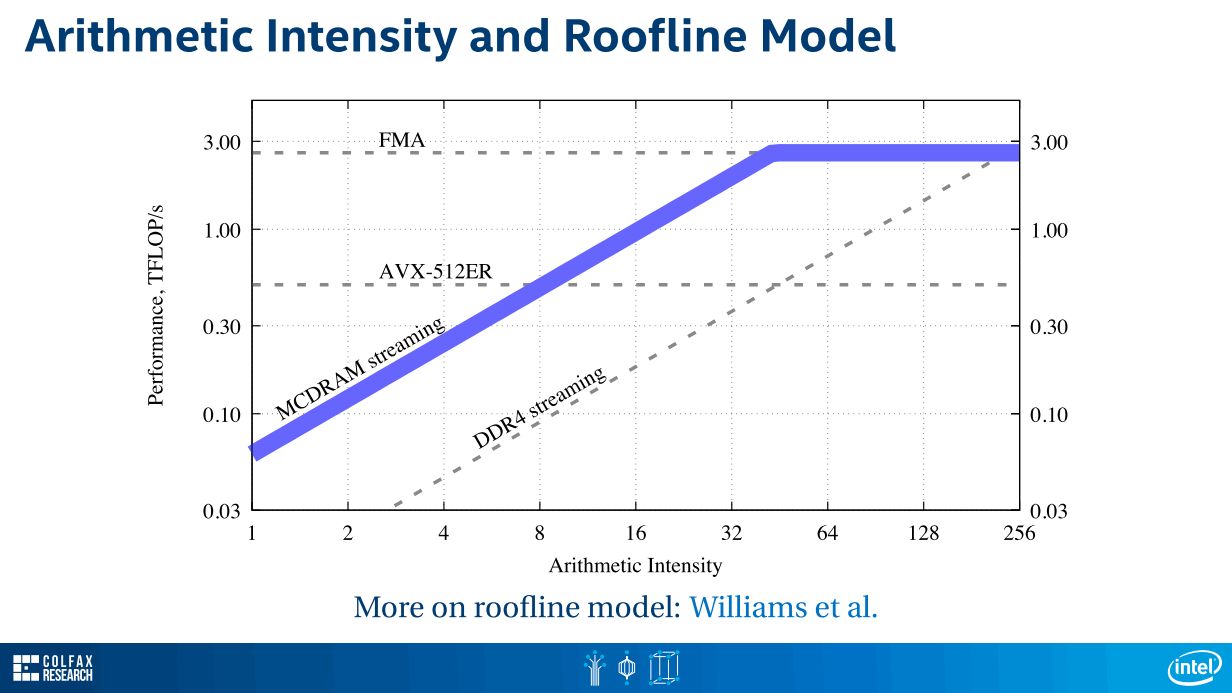 Arithmetic Intensity and Roofline Model
3.00
1.00
0.30
0.10
0.03
Performance, TFLOP/s
FMA
AVX-512ER
MCDRAM streaming
DDR4 streaming
3.00
1.00
0.30
0.10
0.03
1 2 4 8 16 32 64 128 256
Arithmetic Intensity
More on roofline model: Williams et al.
COLFAX
RESEARCH
intel